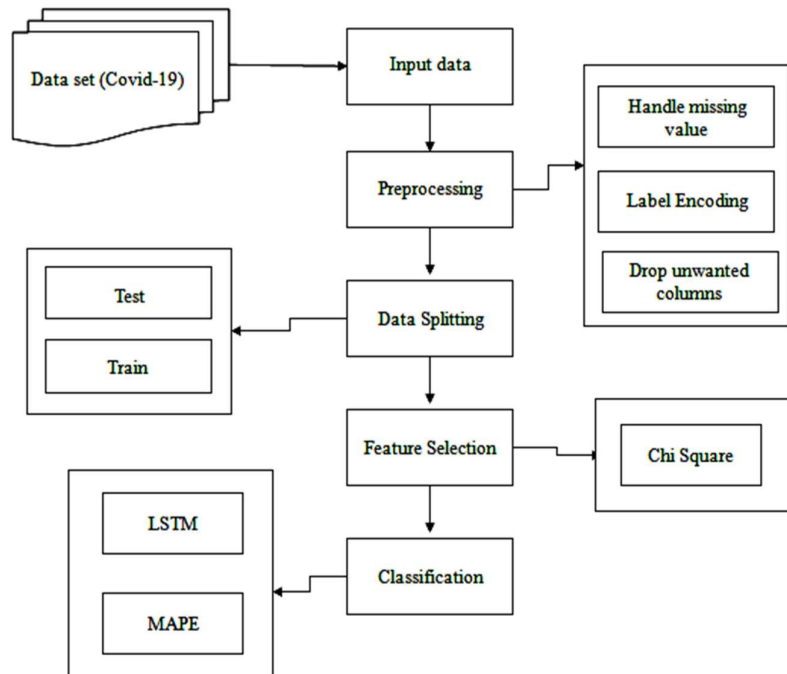 Data set (Covid-19)
Input data
Handle missing
value
Preprocessing
Label Encoding
Drop unwanted
columns
Test
Train
Data Splitting
Feature Selection
Chi Square
LSTM
MAPE
Classification